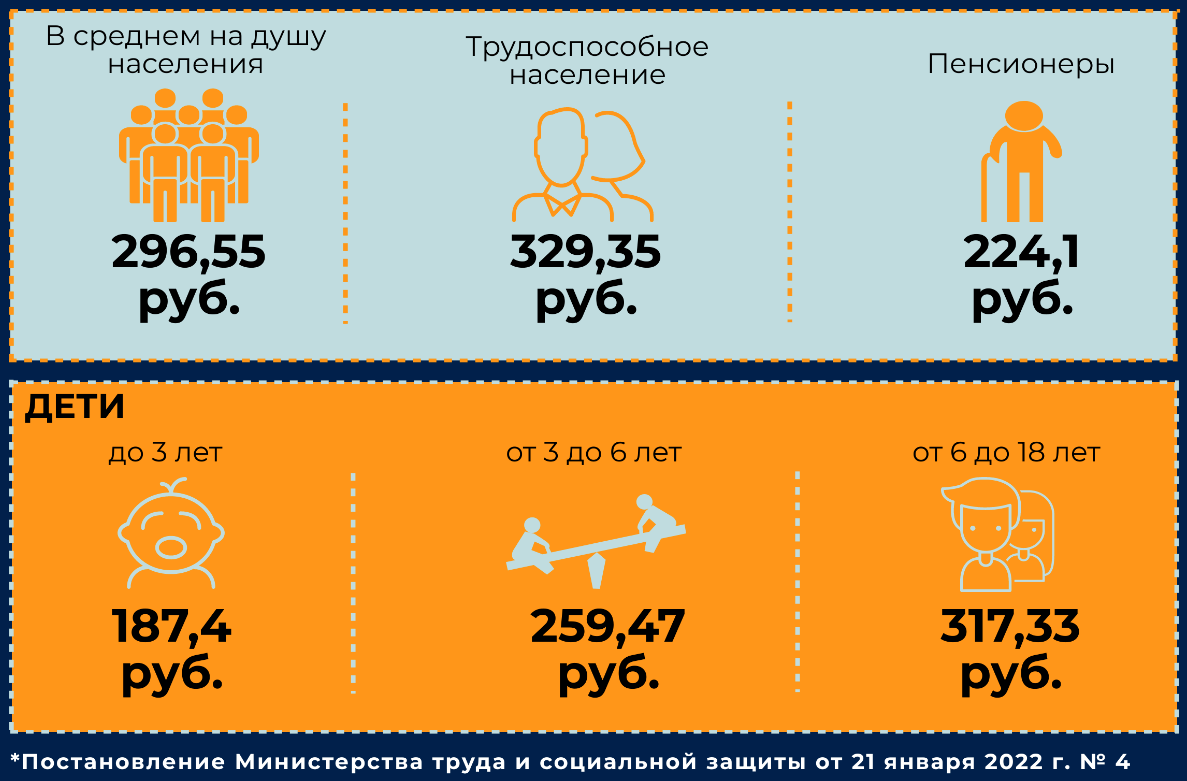 В среднем на душу
населения
296,55
руб.
Трудоспособное
население
329,35
руб.
Пенсионеры
224,1
руб.
ДЕТИ
до 3 лет
187,4
руб.
от 3 до 6 лет
259,47
руб.
от 6 до 18 лет
317,33
руб.
*Постановление Министерства труда и социальной защиты от 21 января 2022 г. № 4